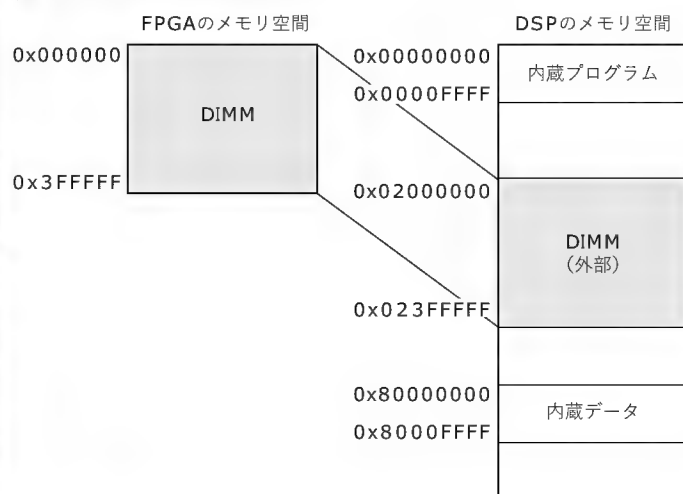 FPGAのメモリ空間
0x000000
DIMM
0x3FFFFF
DSPのメモリ空間
0x00000000
内蔵プログラム
0x0000FFFF
0x02000000
DIMM
(外部)
0x023FFFFF
0x80000000
内蔵データ
0x8000FFFF